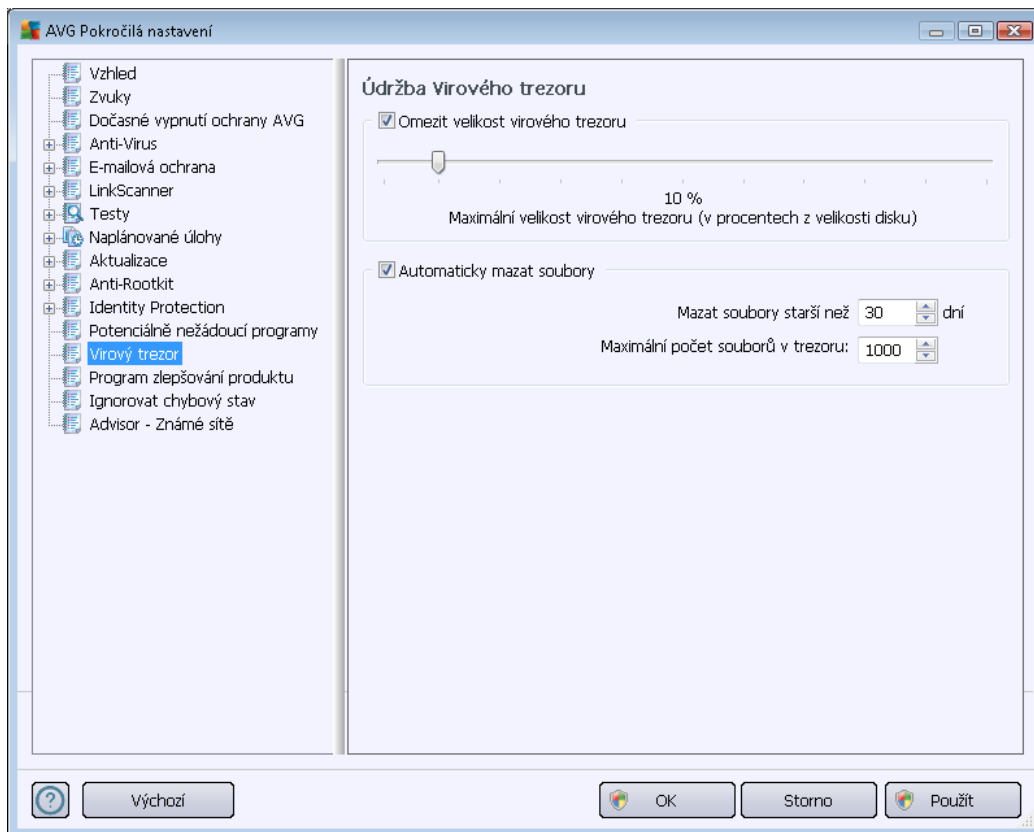 AVG Pokročilá nastavení
Vzhled
Zvuky
Dočasné vypnutí ochrany AVG
Anti-Virus
E-mailová ochrana
LinkScanner
Testy
Naplánované úlohy
Aktualizace
Anti-Rootkit
Identity Protection
Potenciálně nežádoucí programy
Virový trezor
Program zlepšování produktu
Ignorovat chybový stav
Advisor - Známé sítě
Údržba Virového trezoru
Omezit velikost virového trezoru
10 %
Maximální velikost virového trezoru (v procentech z velikosti disku)
Automaticky mazat soubory
Mazat soubory starší než 30 dní
Maximální počet souborů v trezoru: 1000
? Výchozí OK Storno Použít